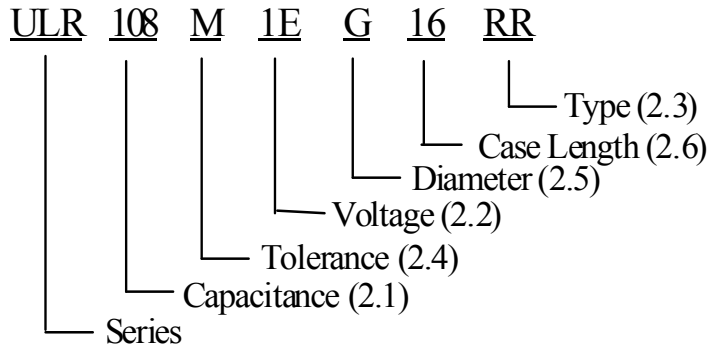 ULR 108 M 1E G 16 RR
Type (2.3)
Case Length (2.6)
Diameter (2.5)
Voltage (2.2)
Tolerance (2.4)
Capacitance (2.1)
Series